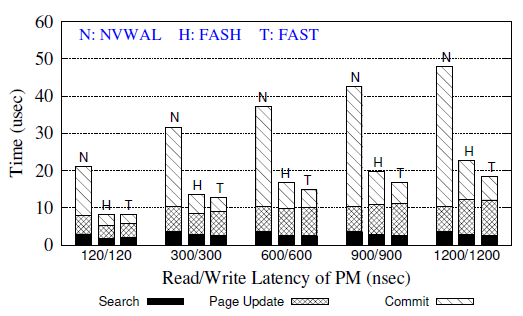 60
50
40
30
20
10
0
Time (usec)
N: NVWAL H: FASH T: FAST
N H T
N H T
N H T
N H T
N H T
120/120 300/300 600/600 900/900 1200/1200
Read/Write Latency of PM (nsec)
Search Page Update Commit